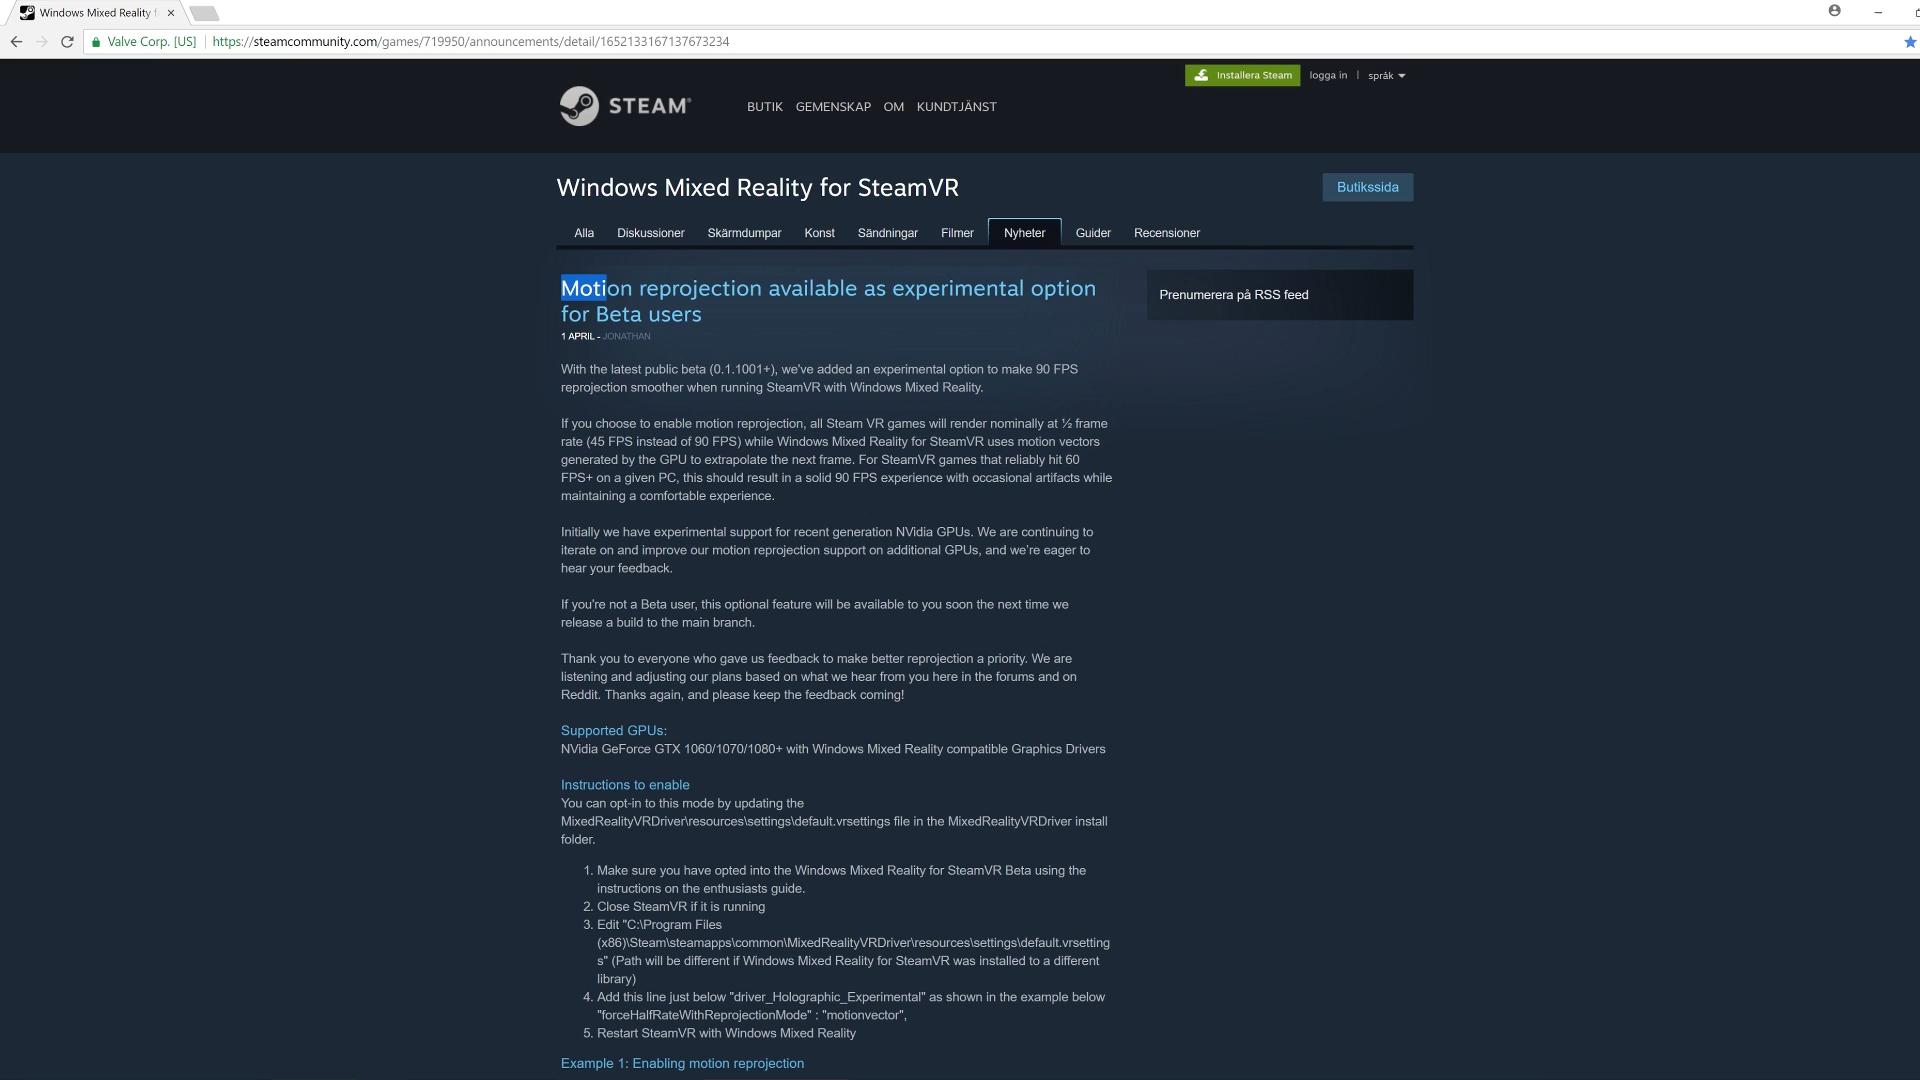 Windows Mixed Reality f
Valve Corp. [US] https://steamcommunity.com/games/719950/announcements/detail/1652133167137673234
Installera Steam logga in | språk
STEAM® BUTIK GEMENSKAP OM KUNDTJÄNST
Windows Mixed Reality for SteamVR Butikssida
Alla Diskussioner Skärmdumpar Konst Sändningar Filmer Nyheter Guider Recensioner
Motion reprojection available as experimental option
for Beta users
Prenumerera på RSS feed
1 APRIL - JONATHAN
With the latest public beta (0.1.1001+), we've added an experimental option to make 90 FPS
reprojection smoother when running SteamVR with Windows Mixed Reality.
If you choose to enable motion reprojection, all Steam VR games will render nominally at ½ frame
rate (45 FPS instead of 90 FPS) while Windows Mixed Reality for SteamVR uses motion vectors
generated by the GPU to extrapolate the next frame. For SteamVR games that reliably hit 60
FPS+ on a given PC, this should result in a solid 90 FPS experience with occasional artifacts while
maintaining a comfortable experience.
Initially we have experimental support for recent generation NVidia GPUs. We are continuing to
iterate on and improve our motion reprojection support on additional GPUs, and we're eager to
hear your feedback.
If you're not a Beta user, this optional feature will be available to you soon the next time we
release a build to the main branch.
Thank you to everyone who gave us feedback to make better reprojection a priority. We are
listening and adjusting our plans based on what we hear from you here in the forums and on
Reddit. Thanks again, and please keep the feedback coming!
Supported GPUs:
NVidia GeForce GTX 1060/1070/1080+ with Windows Mixed Reality compatible Graphics Drivers
Instructions to enable
You can opt-in to this mode by updating the
MixedRealityVRDriver\resources\settings\default.vrsettings file in the MixedRealityVRDriver install
folder.
1. Make sure you have opted into the Windows Mixed Reality for SteamVR Beta using the
instructions on the enthusiasts guide.
2. Close SteamVR if it is running
3. Edit "C:\Program Files
(x86)\Steam\steamapps\common\MixedRealityVRDriver\resources\settings\default.vrsetting
s" (Path will be different if Windows Mixed Reality for SteamVR was installed to a different
library)
4. Add this line just below "driver_Holographic_Experimental" as shown in the example below
"forceHalfRateWithReprojectionMode" : "motionvector",
5. Restart SteamVR with Windows Mixed Reality
Example 1: Enabling motion reprojection